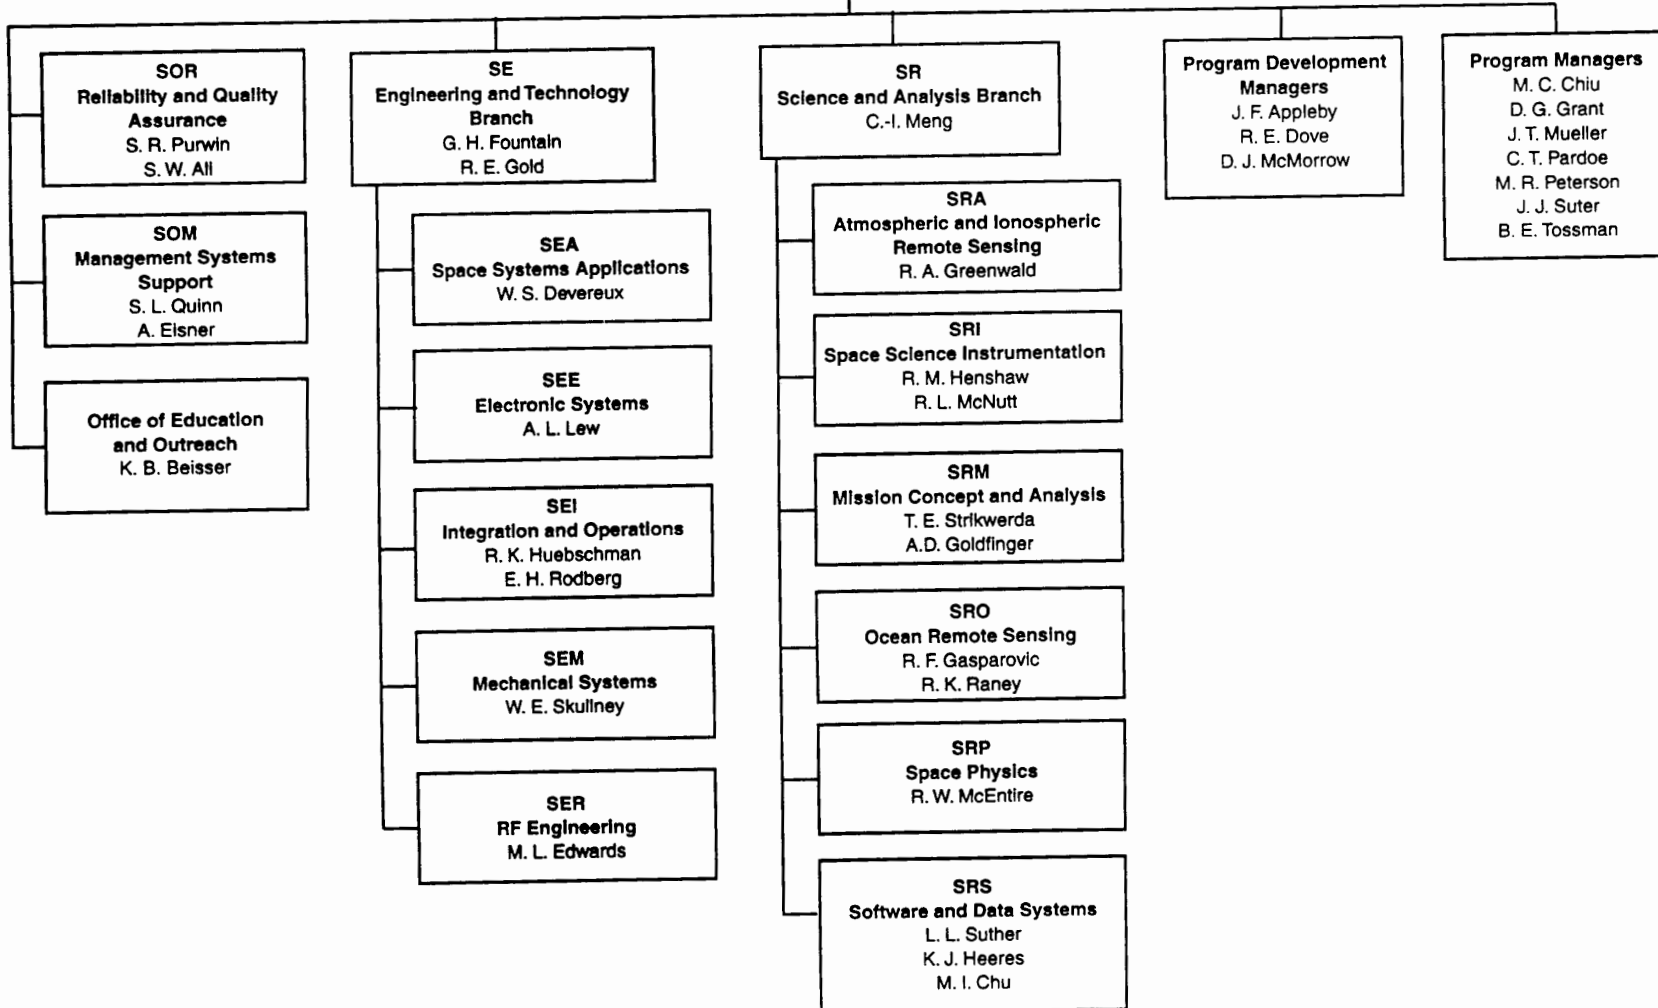 SOR
Reliability and Quality
Assurance
S. R. Purwin
S. W. Ali
SOM
Management Systems
Support
S. L. Quinn
A. Eisner
Office of Education
and Outreach
K. B. Beisser
SE
Engineering and Technology
Branch
G. H. Fountain
R. E. Gold
SEA
Space Systems Applications
W. S. Devereux
SEE
Electronic Systems
A. L. Lew
SEI
Integration and Operations
R. K. Huebschman
E. H. Rodberg
SEM
Mechanical Systems
W. E. Skullney
SER
RF Engineering
M. L. Edwards
SR
Science and Analysis Branch
C.-I. Meng
SRA
Atmospheric and Ionospheric
Remote Sensing
R. A. Greenwald
SRI
Space Science Instrumentation
R. M. Henshaw
R. L. McNutt
SRM
Mission Concept and Analysis
T. E. Strikwerda
A.D. Goldfinger
SRO
Ocean Remote Sensing
R. F. Gasparovic
R. K. Raney
SRP
Space Physics
R. W. McEntire
SRS
Software and Data Systems
L. L. Suther
K. J. Heeres
M. I. Chu
Program Development
Managers
J. F. Appleby
R. E. Dove
D. J. McMorrow
Program Managers
M. C. Chiu
D. G. Grant
J. T. Mueller
C. T. Pardoe
M. R. Peterson
J. J. Suter
B. E. Tossman